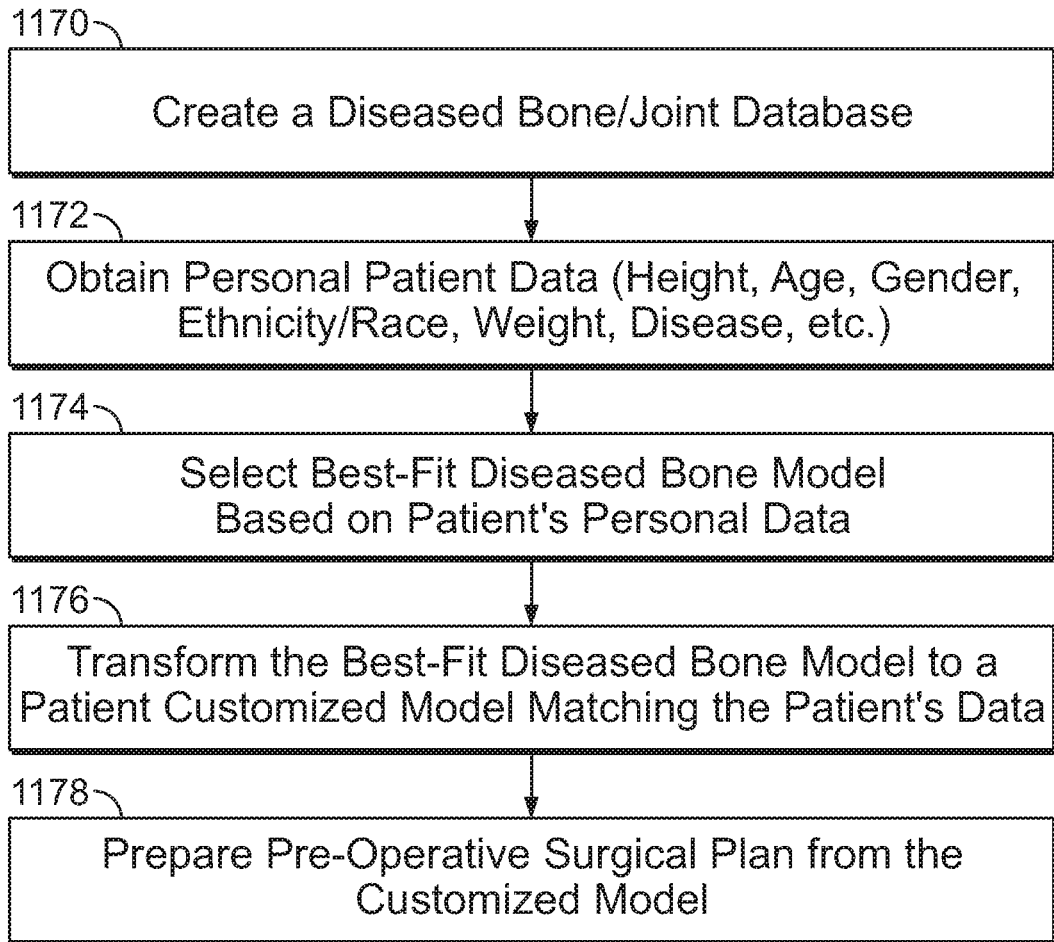 1170
Create a Diseased Bone/Joint Database
1172
Obtain Personal Patient Data (Height, Age, Gender,
Ethnicity/Race, Weight, Disease, etc.)
1174
Select Best-Fit Diseased Bone Model
Based on Patient's Personal Data
1176
Transform the Best-Fit Diseased Bone Model to a
Patient Customized Model Matching the Patient's Data
1178
Prepare Pre-Operative Surgical Plan from the
Customized Model